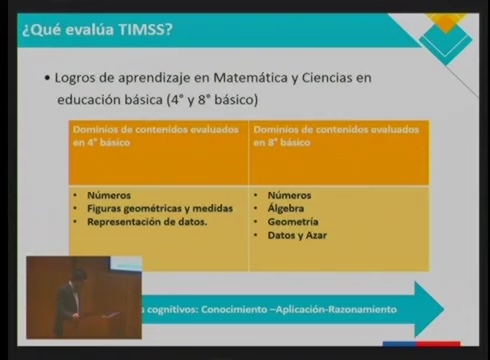 ¿Qué evalúa TIMSS?
• Logros de aprendizaje en Matemática y Ciencias en
educación básica (4° y 8° básico)
Dominios de contenidos evaluados
en 4° básico
• Números
• Figuras geométricas y medidas
• Representación de datos.
Dominios de contenidos evaluados
en 8° básico
• Números
• Álgebra
• Geometría
• Datos y Azar
cognitivos: Conocimiento –Aplicación-Razonamiento